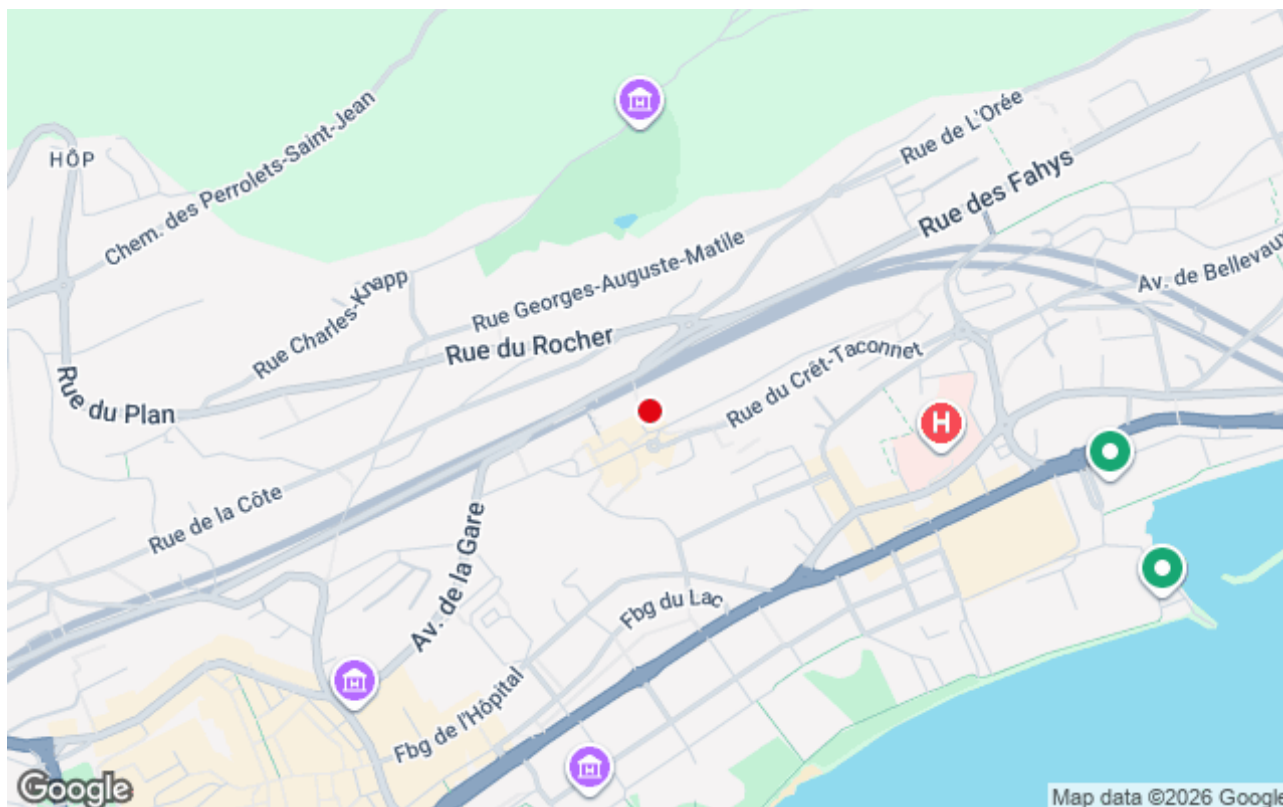 HÔP
Chem. des Perrolets-Saint-Jean
H
Rue de L'Orée
Rue des Fahys
Av. de Bellevaux
Rue Charles-Knapp
Rue Georges-Auguste-Matile
Rue du Rocher
Rue du Plan
Rue du Crêt-Taconnet
H
Rue de la Côte
Av. de la Gare
Fbg du Lac
H
Fbg de l'Hôpital
H
Google
Map data ©2026 Google